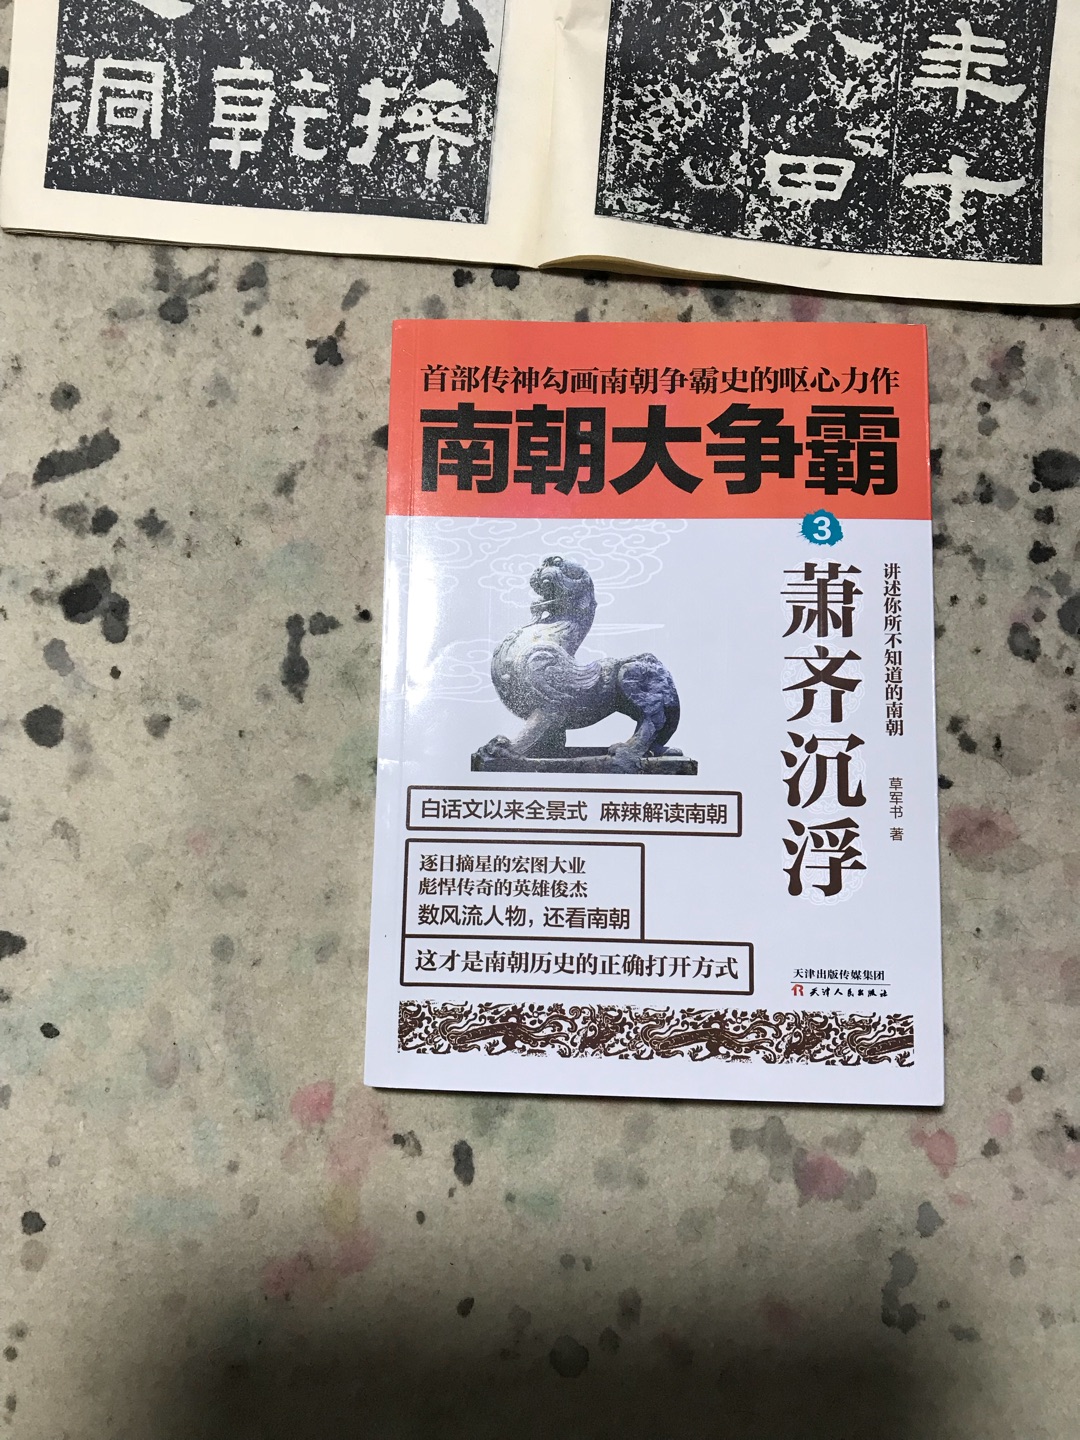 洞乾操
年
十
四
首部传神勾画南朝争霸史的呕心力作
南朝大争霸
3
萧齐沉浮
讲述你所不知道的南朝
草军书 著
白话文以来全景式 麻辣解读南朝
逐日摘星的宏图大业
彪悍传奇的英雄俊杰
数风流人物，还看南朝
这才是南朝历史的正确打开方式
天津出版传媒集团
天津人民出版社